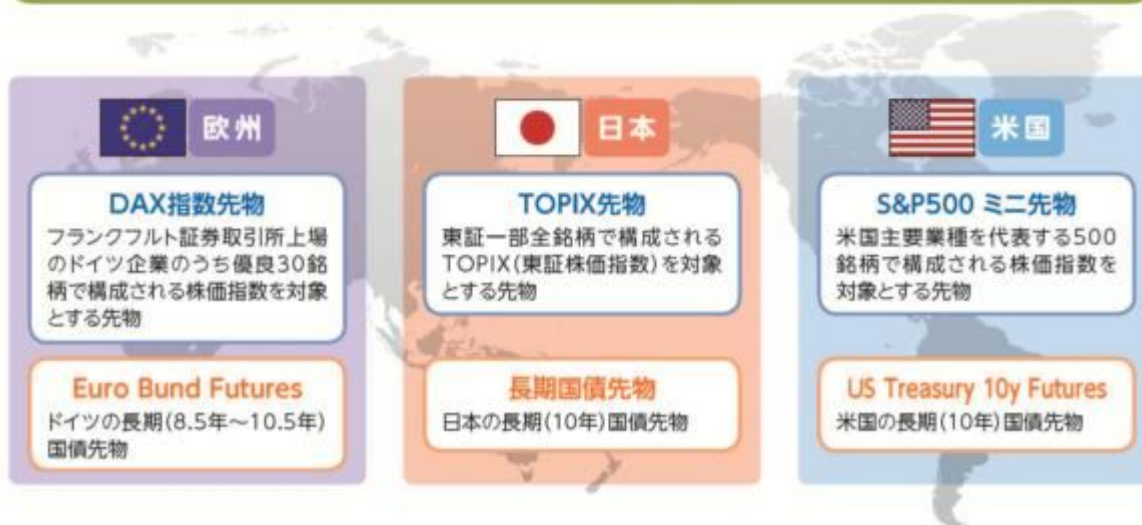 欧州
DAX指数先物
フランクフルト証券取引所上場
のドイツ企業のうち優良30銘
柄で構成される株価指数を対象
とする先物
Euro Bund Futures
ドイツの長期(8.5年〜10.5年)
国債先物
日本
TOPIX先物
東証一部全銘柄で構成される
TOPIX(東証株価指数)を対象
とする先物
長期国債先物
日本の長期(10年)国債先物
米国
S&P500 ミニ先物
米国主要業種を代表する500
銘柄で構成される株価指数を
対象とする先物
US Treasury 10y Futures
米国の長期(10年)国債先物